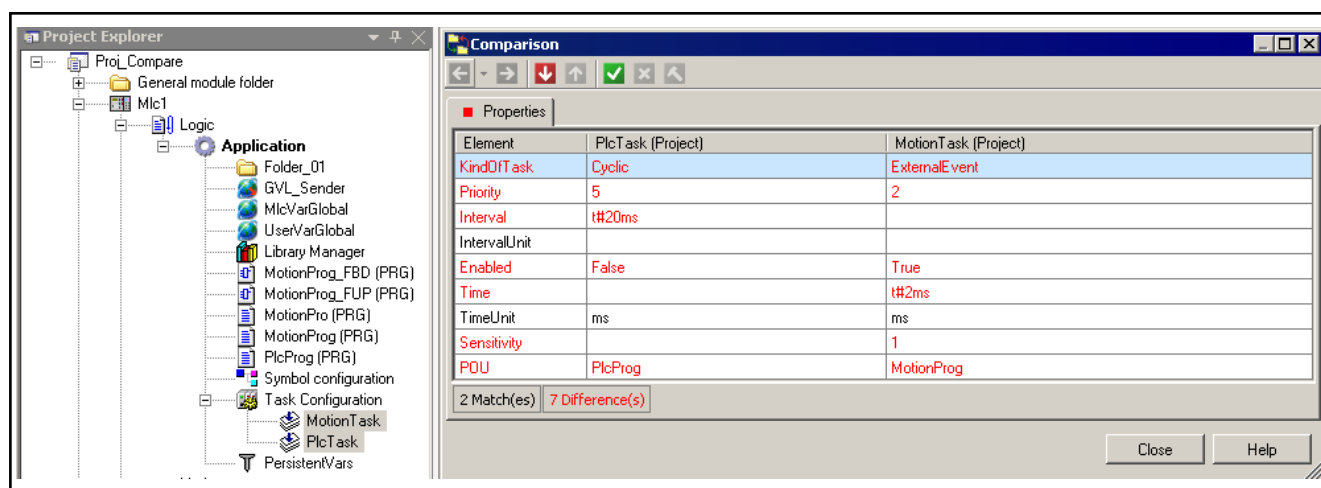 Project Explorer
Proj_Compare
General module folder
Mlc1
Logic
Application
Folder_01
GVL_Sender
MlcVarGlobal
UserVarGlobal
Library Manager
MotionProg_FBD (PRG)
MotionProg_FUP (PRG)
MotionPro (PRG)
MotionProg (PRG)
PlcProg (PRG)
Symbol configuration
Task Configuration
MotionTask
PlcTask
PersistentVars
Comparison
Properties
Element PlcTask (Project) MotionTask (Project)
KindOfTask Cyclic ExternalEvent
Priority 5 2
Interval t#20ms
IntervalUnit
Enabled False True
Time t#2ms
TimeUnit ms ms
Sensitivity 1
POU PlcProg MotionProg
2 Match(es) 7 Difference(s)
Close Help